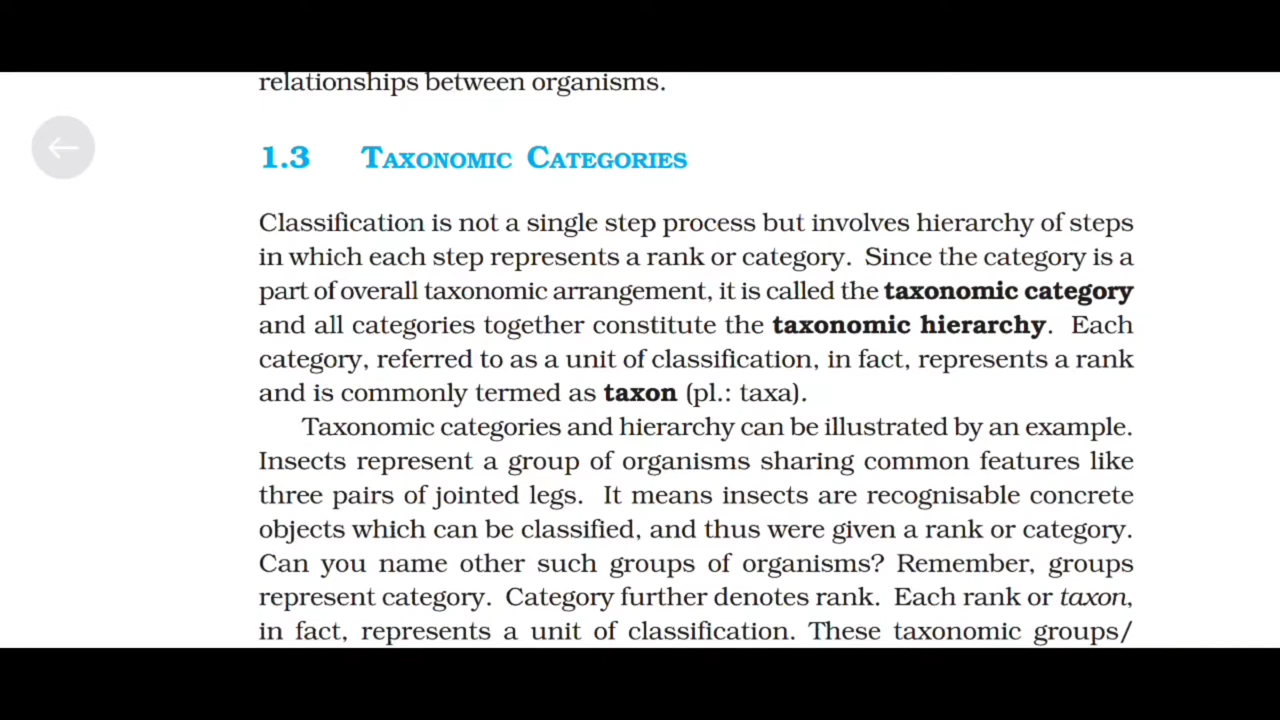 relationships between organisms.
1.3 TAXONOMIC CATEGORIES
Classification is not a single step process but involves hierarchy of steps
in which each step represents a rank or category. Since the category is a
part of overall taxonomic arrangement, it is called the taxonomic category
and all categories together constitute the taxonomic hierarchy. Each
category, referred to as a unit of classification, in fact, represents a rank
and is commonly termed as taxon (pl.: taxa).
Taxonomic categories and hierarchy can be illustrated by an example.
Insects represent a group of organisms sharing common features like
three pairs of jointed legs. It means insects are recognisable concrete
objects which can be classified, and thus were given a rank or category.
Can you name other such groups of organisms? Remember, groups
represent category. Category further denotes rank. Each rank or taxon,
in fact, represents a unit of classification. These taxonomic groups/